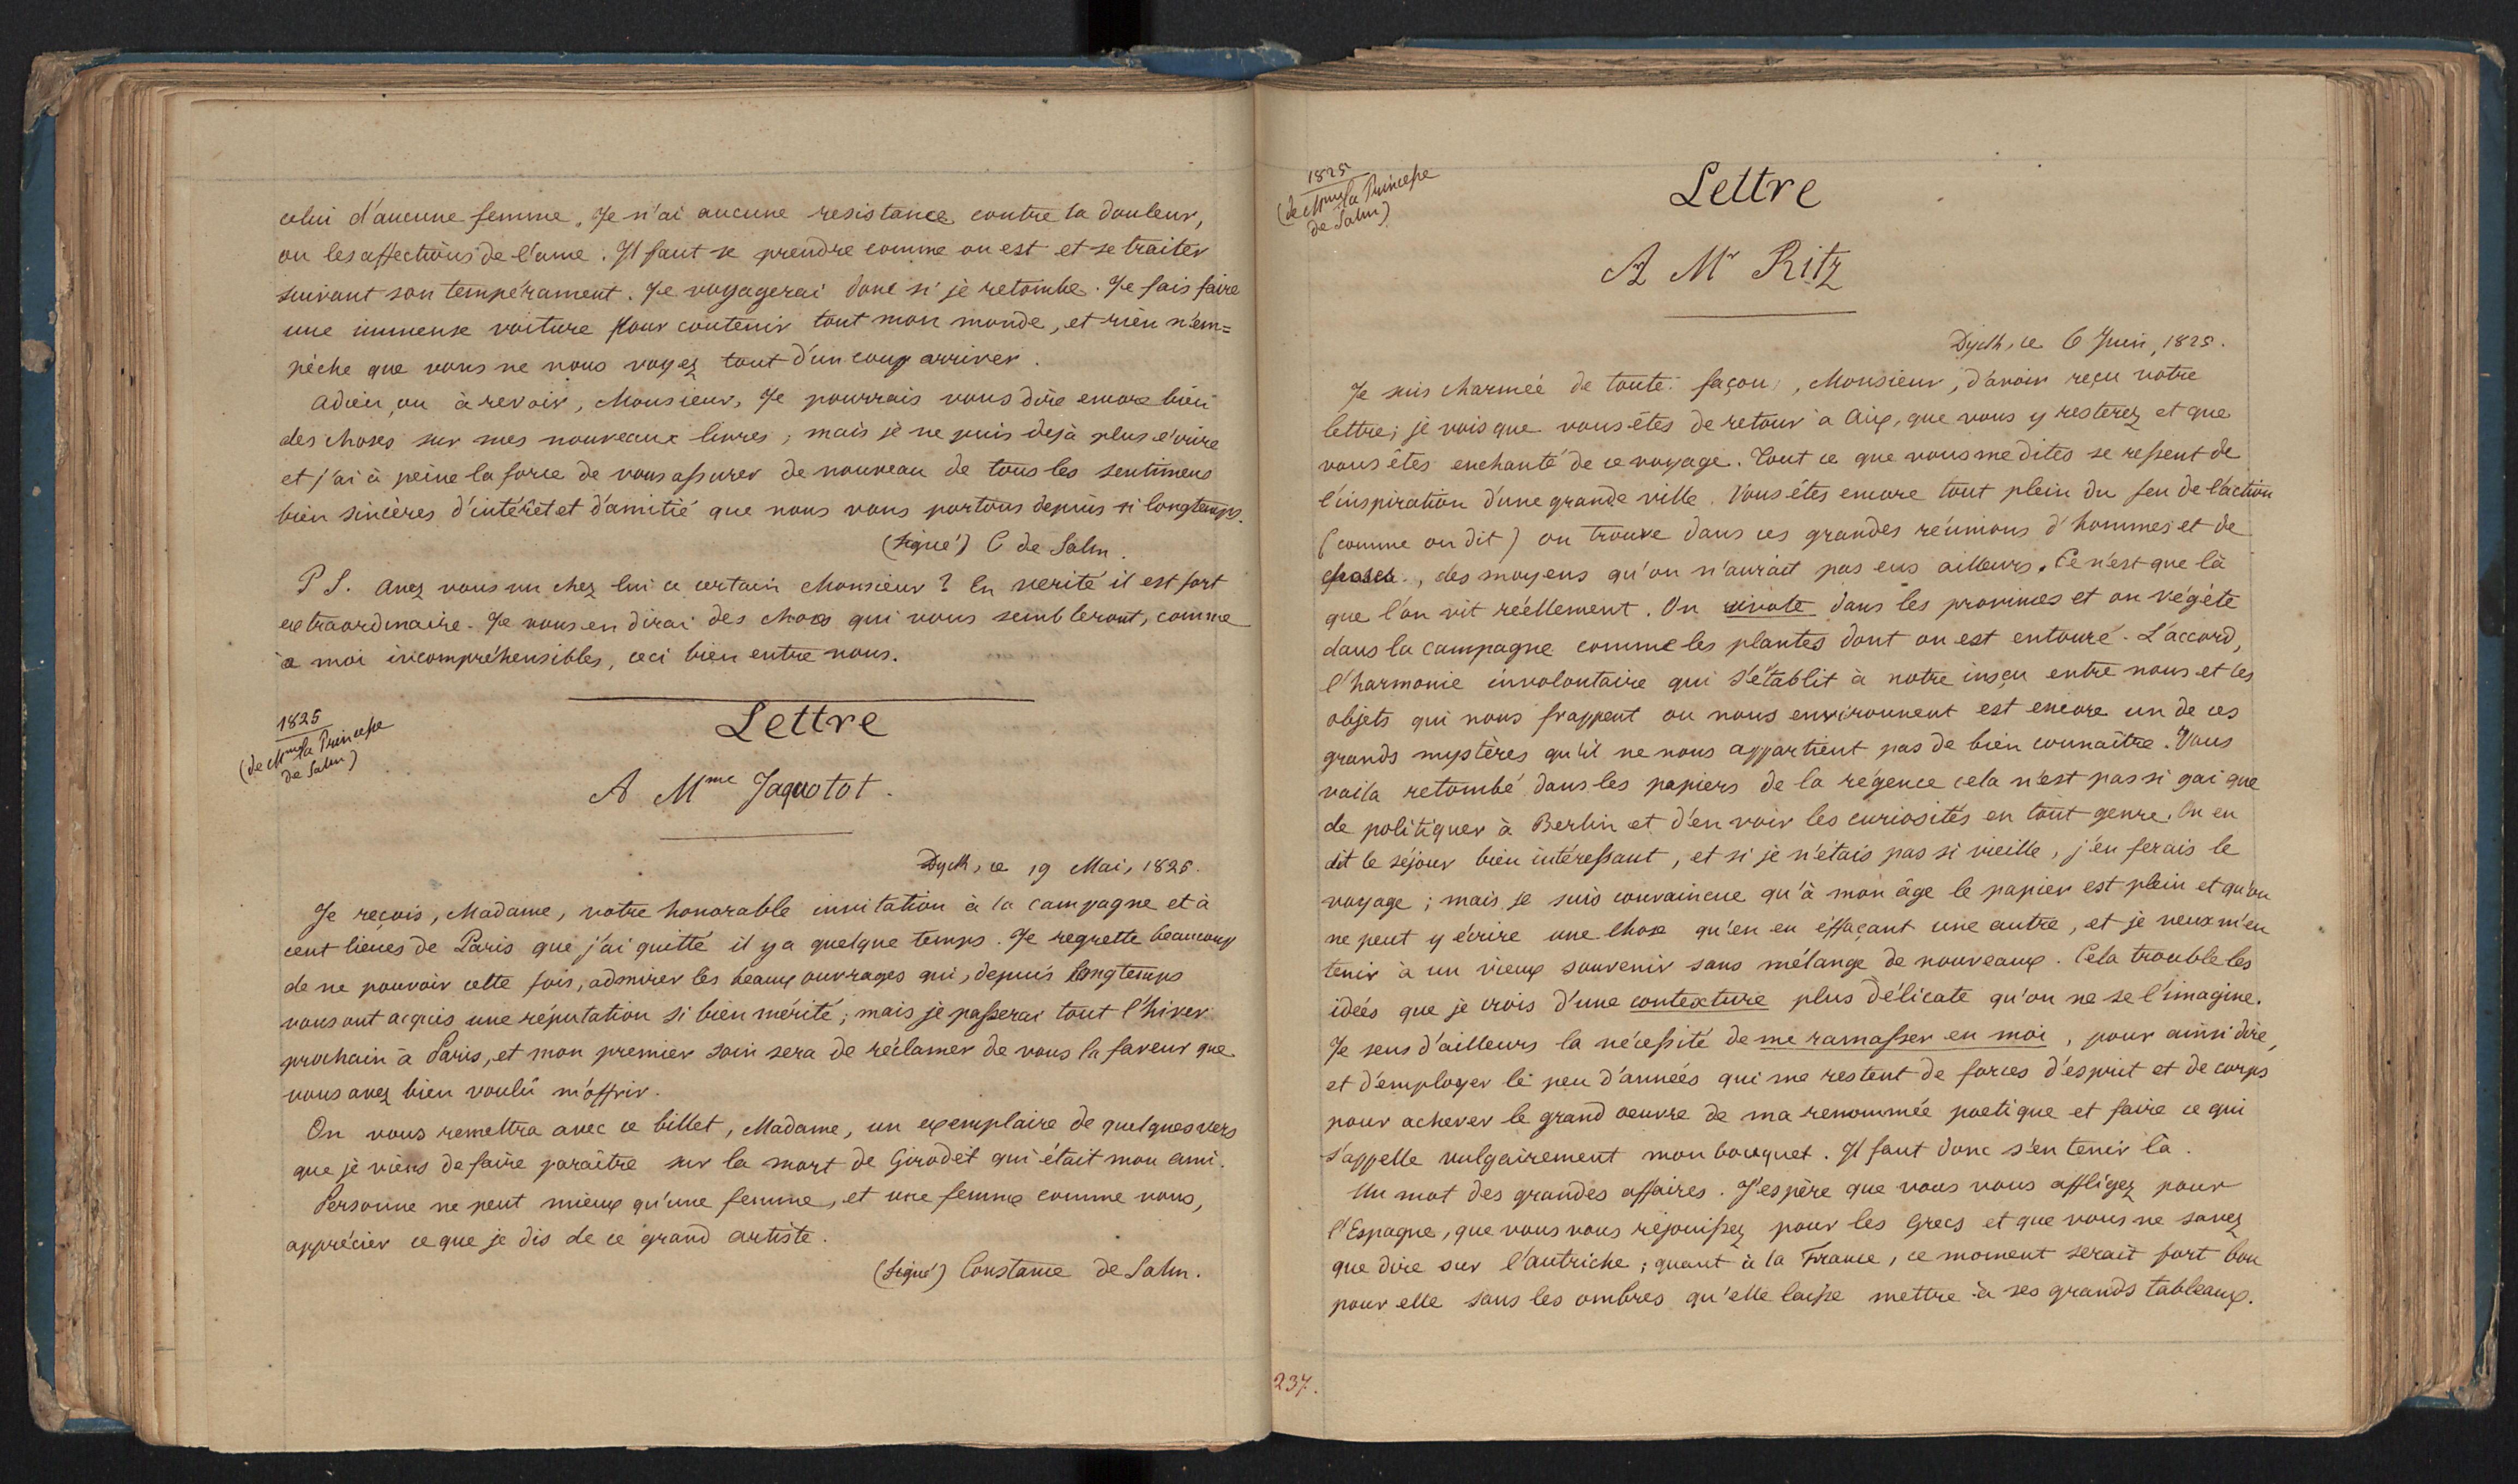 celui d'aucune femme. Je n'ai aucune resistance contre la douleur,
ou les affections de l'ame. Il faut se prendre comme on est et se traiter
suivant son tempérament. Je voyagerai donc si je retombe. Je fais faire
une immense voiture pour contenir tout mon monde, et rien n'em=
pèche que vous ne nous voyez tout d'un coup arriver.
Adieu, ou à revoir, Monsieur, Je pourrais vous dire encore bien
des choses sur mes nouveaux livres, mais je ne puis dejà plus écrire
et j'ai à peine la force de vous assurer de nouveau de tous les sentimens
bien sincères d'intérêt et d'amitié que nous vous portons depuis si longtemps.
(signé) C de Salm.
P S. Avez vous vu chez lui ce certain Monsieur? En verité il est fort
extraordinaire. Je vous en dirai des choses qui vous sembleront, comme
à moi incompréhensibles, ceci bien entre nous.
1825
(de Mme la Princesse
de Salm)
Lettre
A Mme Jaquotot.
Dyck, ce 19 Mai, 1825.
Je reçois, Madame, votre honorable invitation à la campagne et à
cent lieues de Paris que j'ai quitté il y a quelque temps. Je regrette beaucoup
de ne pouvoir cette fois, admirer les beaux ouvrages qui, depuis longtemps
vous ont acquis une réputation si bien mérité; mais je passerai tout l'hiver
prochain à Paris, et mon premier soin sera de réclamer de vous la faveur que
vous avez bien voulû m'offrir.
On vous remettra avec ce billet, Madame, un exemplaire de quelques vers
que je viens de faire paraître sur la mort de Girodet qui était mon ami.
Personne ne peut mieux qu'une femme, et une femme comme vous,
apprécier ce que je dis de ce grand artiste.
(signé) Constance de Salm.
1825
(de Mme la Princesse
de Salm)
Lettre
A Mr Ritz
Dyck, ce 6 Juin, 1825.
Je suis charmée de toute façon, Monsieur, d'avoir reçu votre
lettre; je vois que vous êtes de retour à Aix, que vous y resterez et que
vous êtes enchanté de ce voyage. Tout ce que vous me dites se ressent de
l'inspiration d'une grande ville. Vous êtes encore tout plein du feu de l'action
(comme on dit) on trouve dans ces grandes réunions d'hommes et de
choses, des moyens qu'on n'aurait pas eus ailleurs. Ce n'est que là
que l'on vit réellement. On vivote dans les provinces et on végéte
dans la campagne comme les plantes dont on est entouré. L'accord,
l'harmonie involontaire qui s'établit à notre insçu entre nous et les
objets qui nous frappent ou nous environnent est encore un de ces
grands mystères qu'il ne nous appartient pas de bien connaître. Vous
voila retombé dans les papiers de la régence cela n'est pas si gai que
de politiquer à Berlin et d'en voir les curiosités en tout genre. On en
dit le séjour bien intéressant, et si je n'étais pas si vieille, j'en ferais le
voyage; mais je suis convaincue qu'à mon âge le papier est plein et qu'on
ne peut y écrire une chose qu'en en éffaçant une autre, et je veux m'en
tenir à un vieux souvenir sans mélange de nouveaux. Cela trouble les
idées que je crois d'une contexture plus délicate qu'on ne se l'imagine.
Je sens d'ailleurs la nécessité de me ramasser en moi, pour ainsi dire,
et d'employer le peu d'années qui me restent de forces d'esprit et de corps
pour achever le grand oeuvre de ma renommée poetique et faire ce qui
s'appelle vulgairement mon bouquet. Il faut donc s'en tenir là.
Un mot des grandes affaires. J'espère que vous vous affligez pour
l'Espagne, que vous vous réjouissez pour les Grecs et que vous ne savez
que dire sur l'autriche; quant à la France, ce moment serait fort bon
pour elle sans les ombres qu'elle laisse mettre à ses grands tableaux.
237.